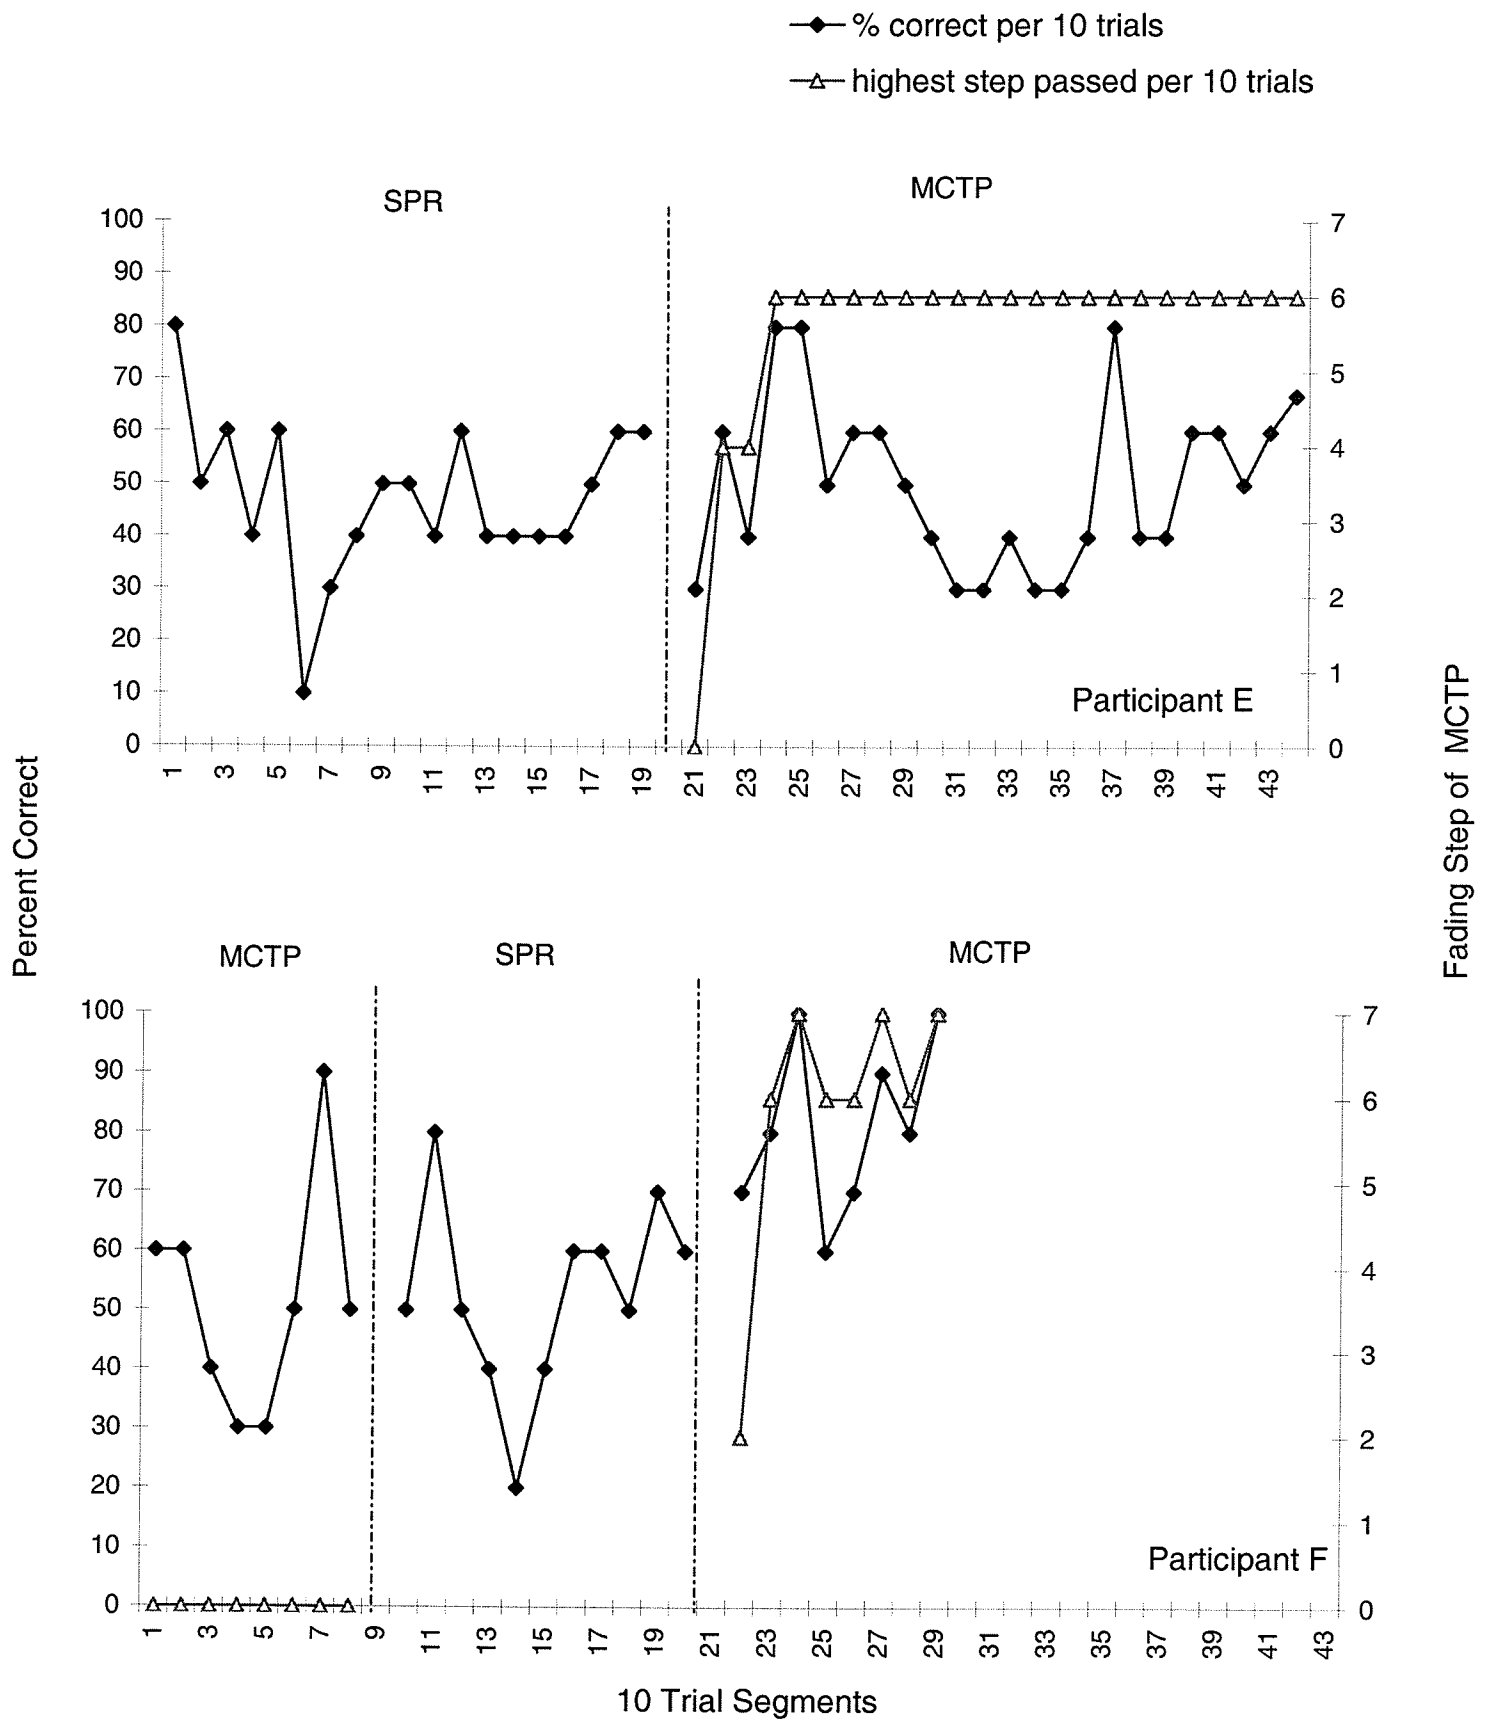 % correct per 10 trials
highest step passed per 10 trials
SPR
MCTP
100
90
80
70
60
50
40
30
20
10
0
7
6
5
4
3
2
1
0
Participant E
1 3 5 7 9 11 13 15 17 19 21 23 25 27 29 31 33 35 37 39 41 43
Percent Correct
Fading Step of MCTP
MCTP
SPR
MCTP
100
90
80
70
60
50
40
30
20
10
0
7
6
5
4
3
2
1
0
Participant F
1 3 5 7 9 11 13 15 17 19 21 23 25 27 29 31 33 35 37 39 41 43
10 Trial Segments